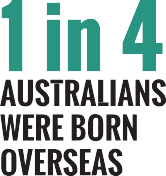 1 in 4
AUSTRALIANS
WERE BORN
OVERSEAS